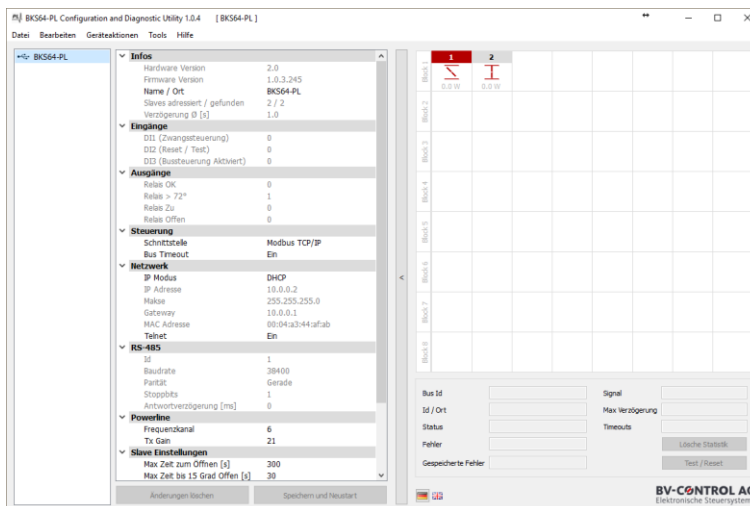 BKS64-PL Configuration and Diagnostic Utility 1.0.4 [ BKS64-PL ]
Datei Bearbeiten Geräteaktionen Tools Hilfe
BKS64-PL
Infos
Hardware Version 2.0
Firmware Version 1.0.3.245
Name / Ort BKS64-PL
Slaves adressiert / gefunden 2 / 2
Verzögerung Ø [s] 1.0
Eingänge
DI1 (Zwangssteuerung) 0
DI2 (Reset / Test) 0
DI3 (Bussteuerung Aktiviert) 0
Ausgänge
Relais OK 0
Relais > 72° 1
Relais Zu 0
Relais Offen 0
Steuerung
Schnittstelle Modbus TCP/IP
Bus Timeout Ein
Netzwerk
IP Modus DHCP
IP Adresse 10.0.0.2
Makse 255.255.255.0
Gateway 10.0.0.1
MAC Adresse 00:04:a3:44:af:ab
Telnet Ein
RS-485
Id 1
Baudrate 38400
Parität Gerade
Stoppbits 1
Antwortverzögerung [ms] 0
Powerline
Frequenzkanal 6
Tx Gain 21
Slave Einstellungen
Max Zeit zum Öffnen [s] 300
Max Zeit bis 15 Grad Offen [s] 30
Änderungen löschen Speichern und Neustart
<
1 2
0.0 W 0.0 W
Block 1
Block 2
Block 3
Block 4
Block 5
Block 6
Block 7
Block 8
Bus Id Signal
Id / Ort Max Verzögerung
Status Timeouts
Fehler Lösche Statistik
Gespeicherte Fehler Test / Reset
BV-CONTROL AG
Elektronische Steuersystem